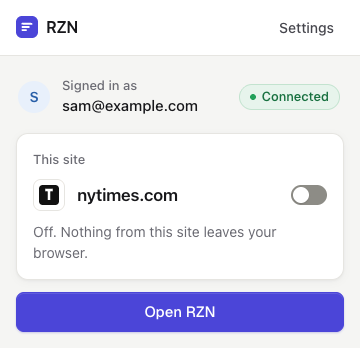 RZN
Settings
S
Signed in as
sam@example.com
Connected
This site
T
nytimes.com
Off. Nothing from this site leaves your
browser.
Open RZN